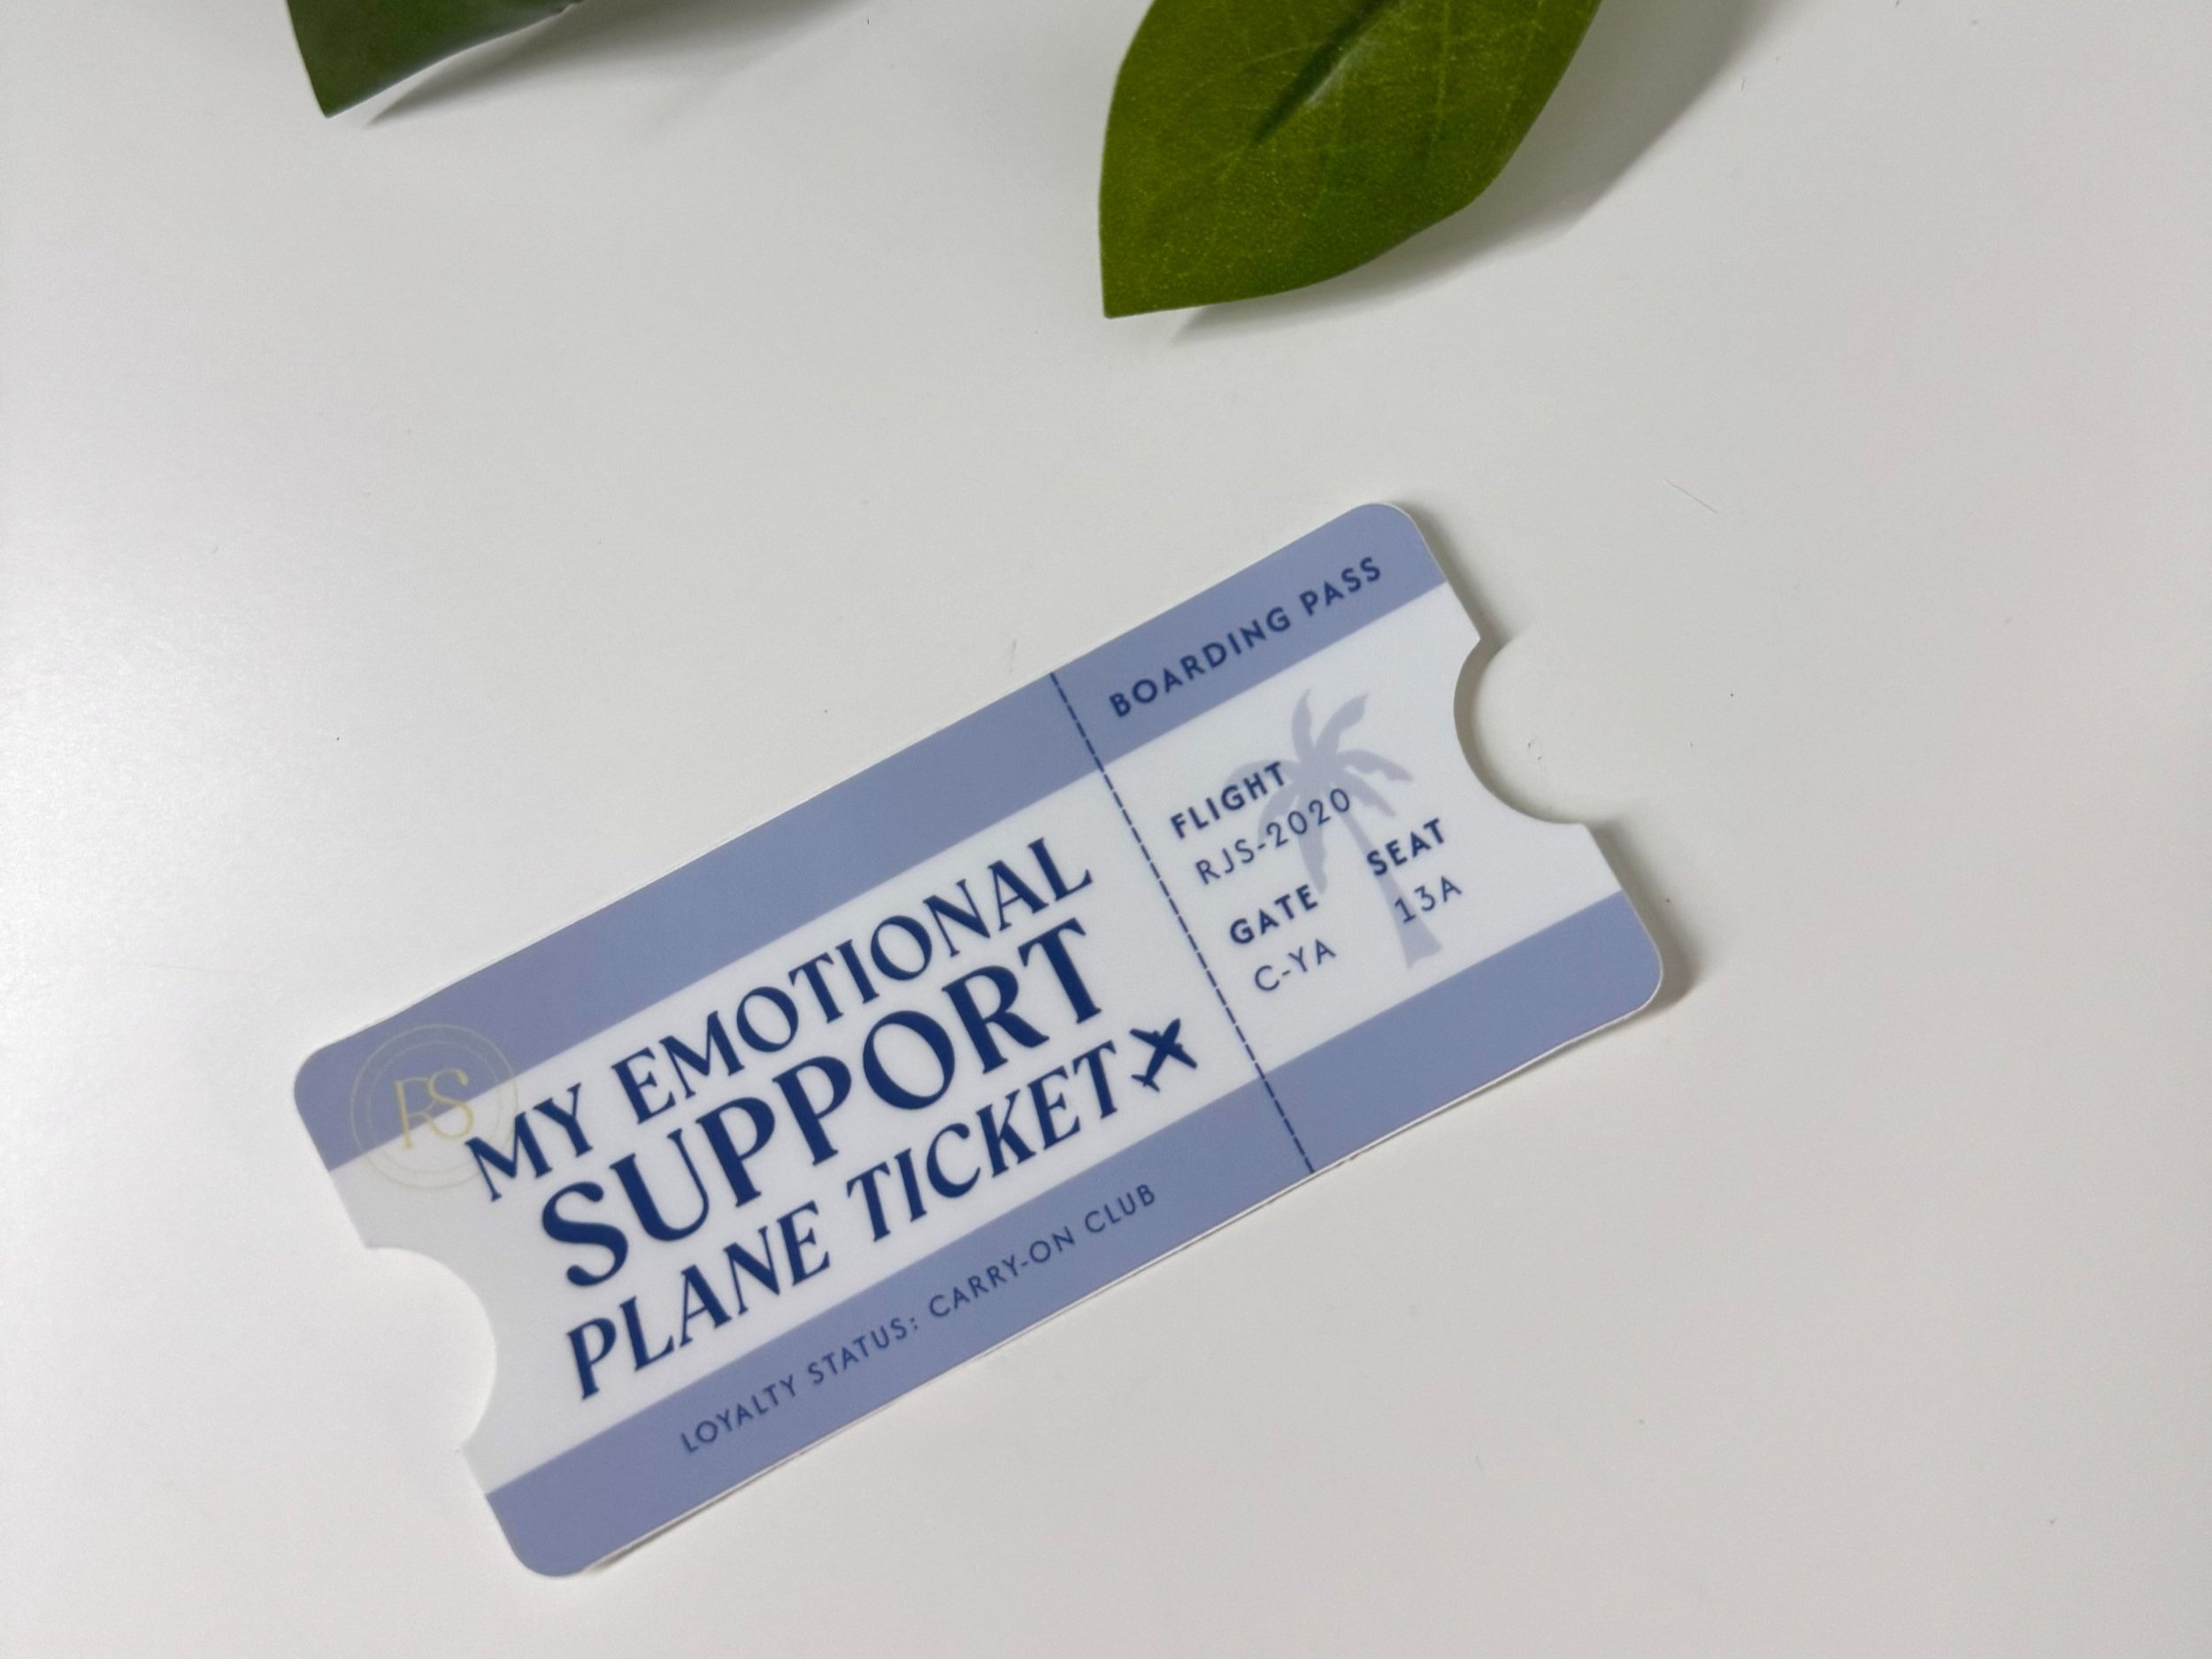 RS
MY EMOTIONAL
SUPPORT
PLANE TICKET
LOYALTY STATUS: CARRY-ON CLUB
BOARDING PASS
FLIGHT
RJS-2020
GATE
C-YA
SEAT
13A